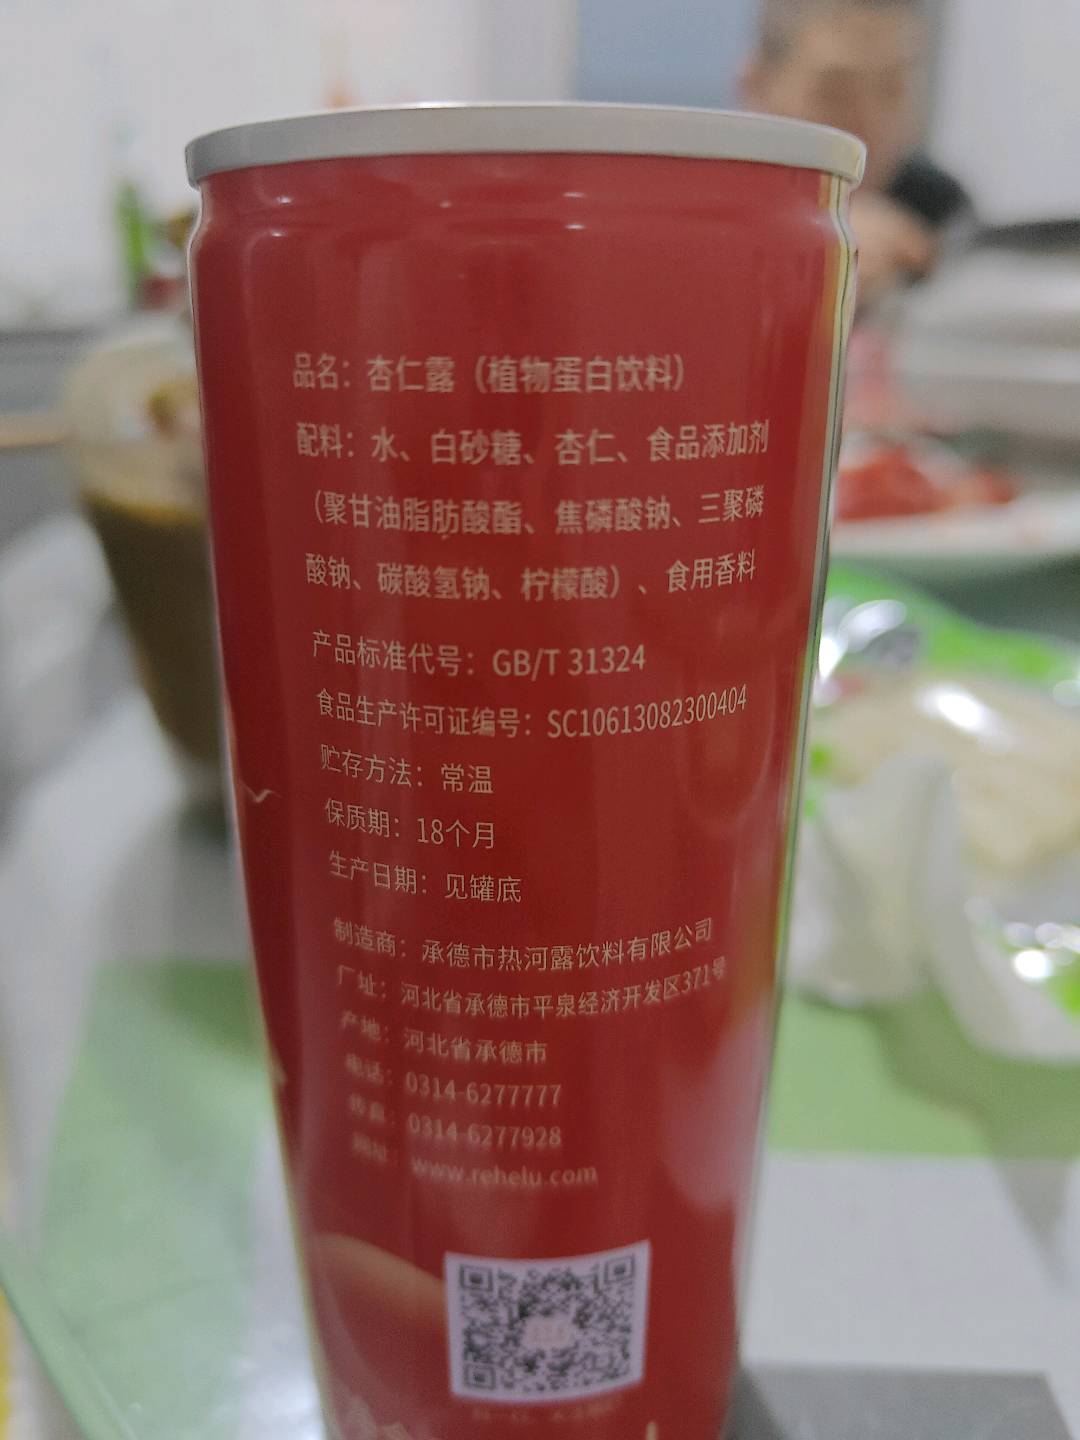 品名：杏仁露（植物蛋白饮料）
配料：水、白砂糖、杏仁、食品添加剂
（聚甘油脂肪酸酯、焦磷酸钠、三聚磷
酸钠、碳酸氢钠、柠檬酸）、食用香料
产品标准代号：GB/T 31324
食品生产许可证编号：SC10613082300404
贮存方法：常温
保质期：18个月
生产日期：见罐底
制造商：承德市热河露饮料有限公司
厂址：河北省承德市平泉经济开发区371号
产地：河北省承德市
电话：0314-6277777
传真：0314-6277928
网址：www.rehelu.com